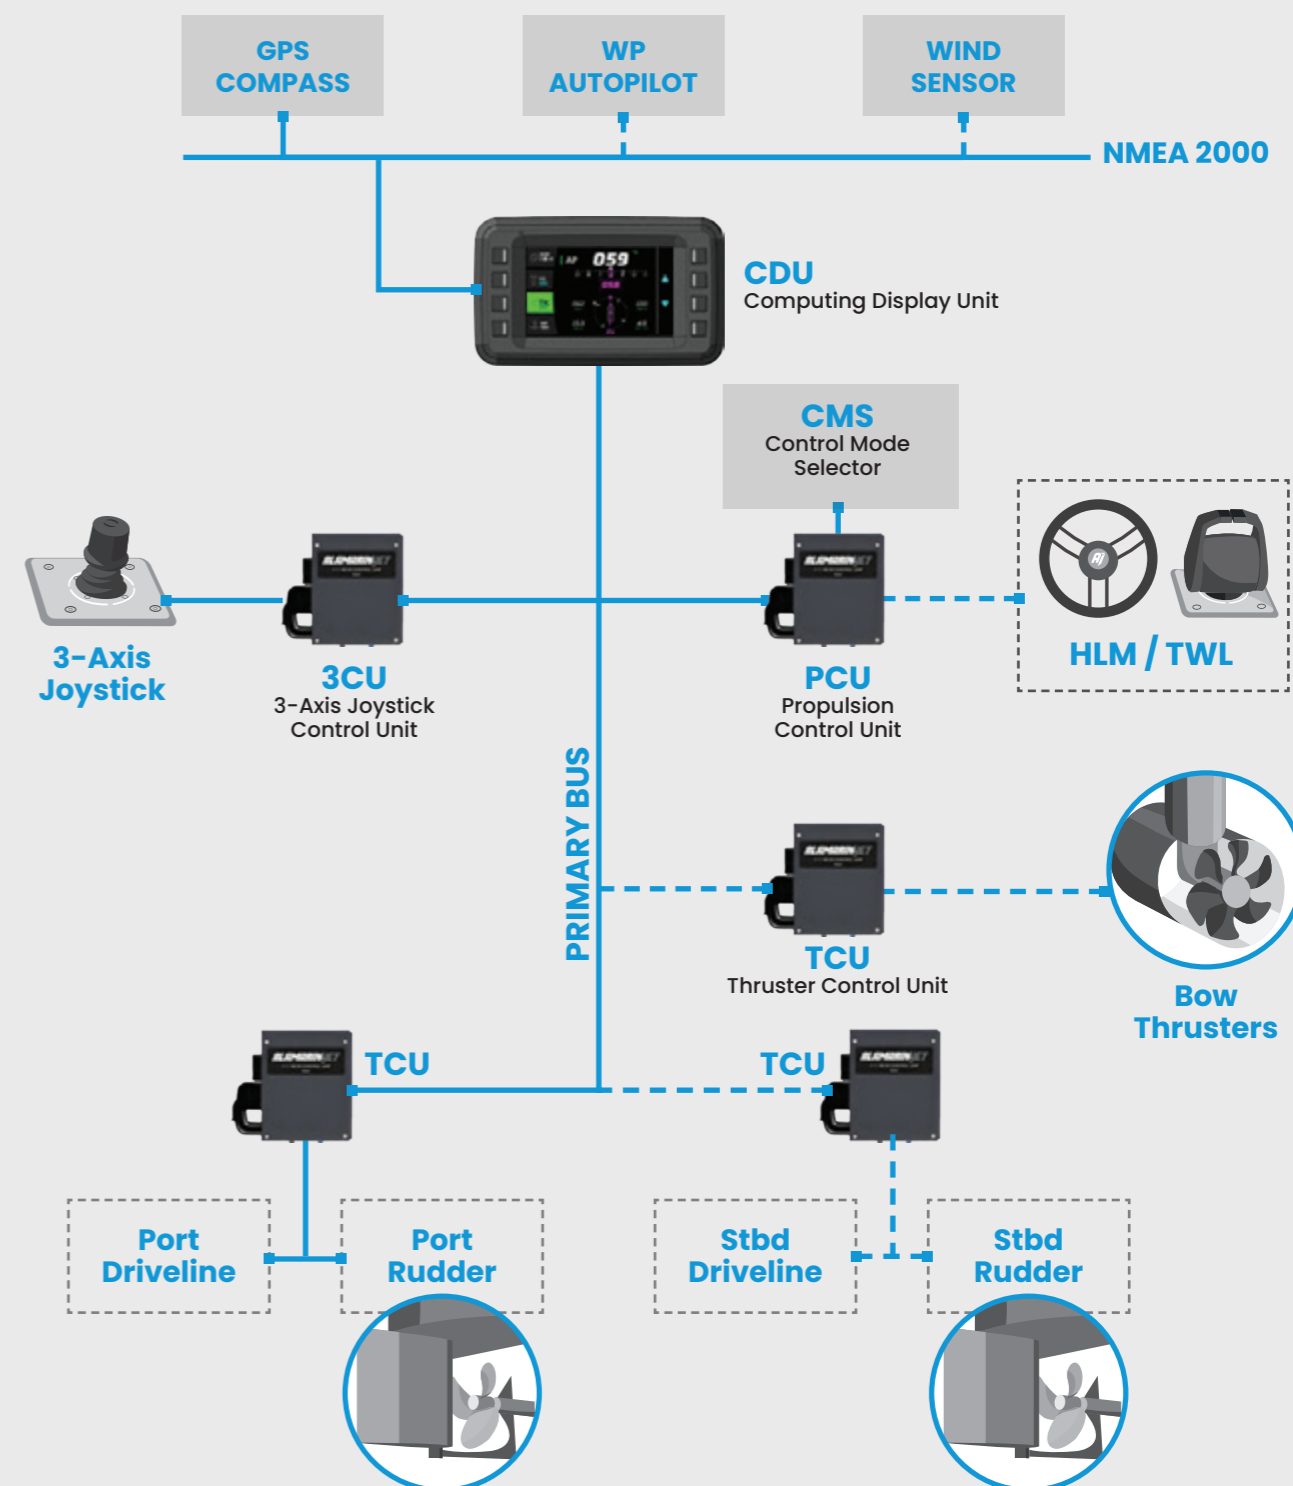 GPS
COMPASS
WP
AUTOPILOT
WIND
SENSOR
NMEA 2000
AP 059
CDU
Computing Display Unit
CMS
Control Mode
Selector
3-Axis
Joystick
3CU
3-Axis Joystick
Control Unit
PCU
Propulsion
Control Unit
HLM / TWL
PRIMARY BUS
TCU
Thruster Control Unit
Bow
Thrusters
TCU
TCU
Port
Driveline
Port
Rudder
Stbd
Driveline
Stbd
Rudder